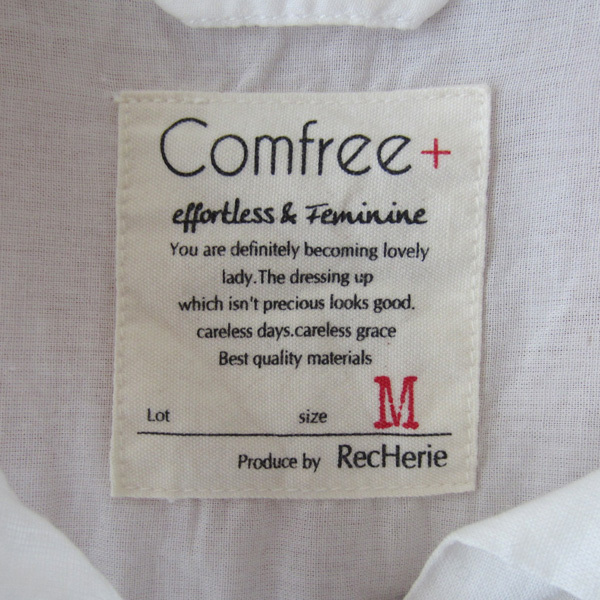 Comfree+
effortless & Feminine
You are definitely becoming lovely
lady.The dressing up
which isn't precious looks good.
careless days.careless grace
Best quality materials
Lot size M
Produce by RecHerie